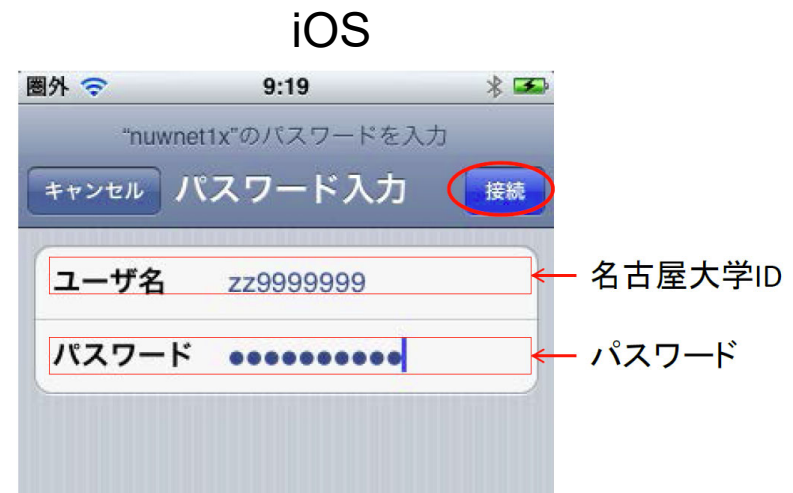 iOS
圏外 9:19
“nuwnet1x”のパスワードを入力
キャンセル パスワード入力 接続
ユーザ名 zz9999999 名古屋大学ID
パスワード ●●●●●●●●●● パスワード